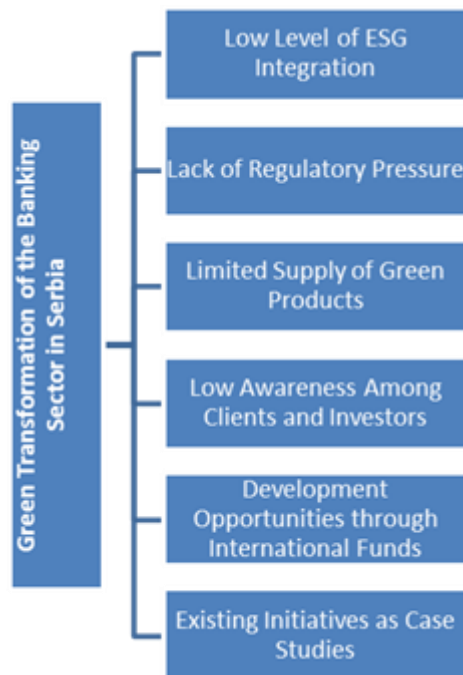 Green Transformation of the Banking
Sector in Serbia
Low Level of ESG
Integration
Lack of Regulatory Pressure
Limited Supply of Green
Products
Low Awareness Among
Clients and Investors
Development
Opportunities through
International Funds
Existing Initiatives as Case
Studies